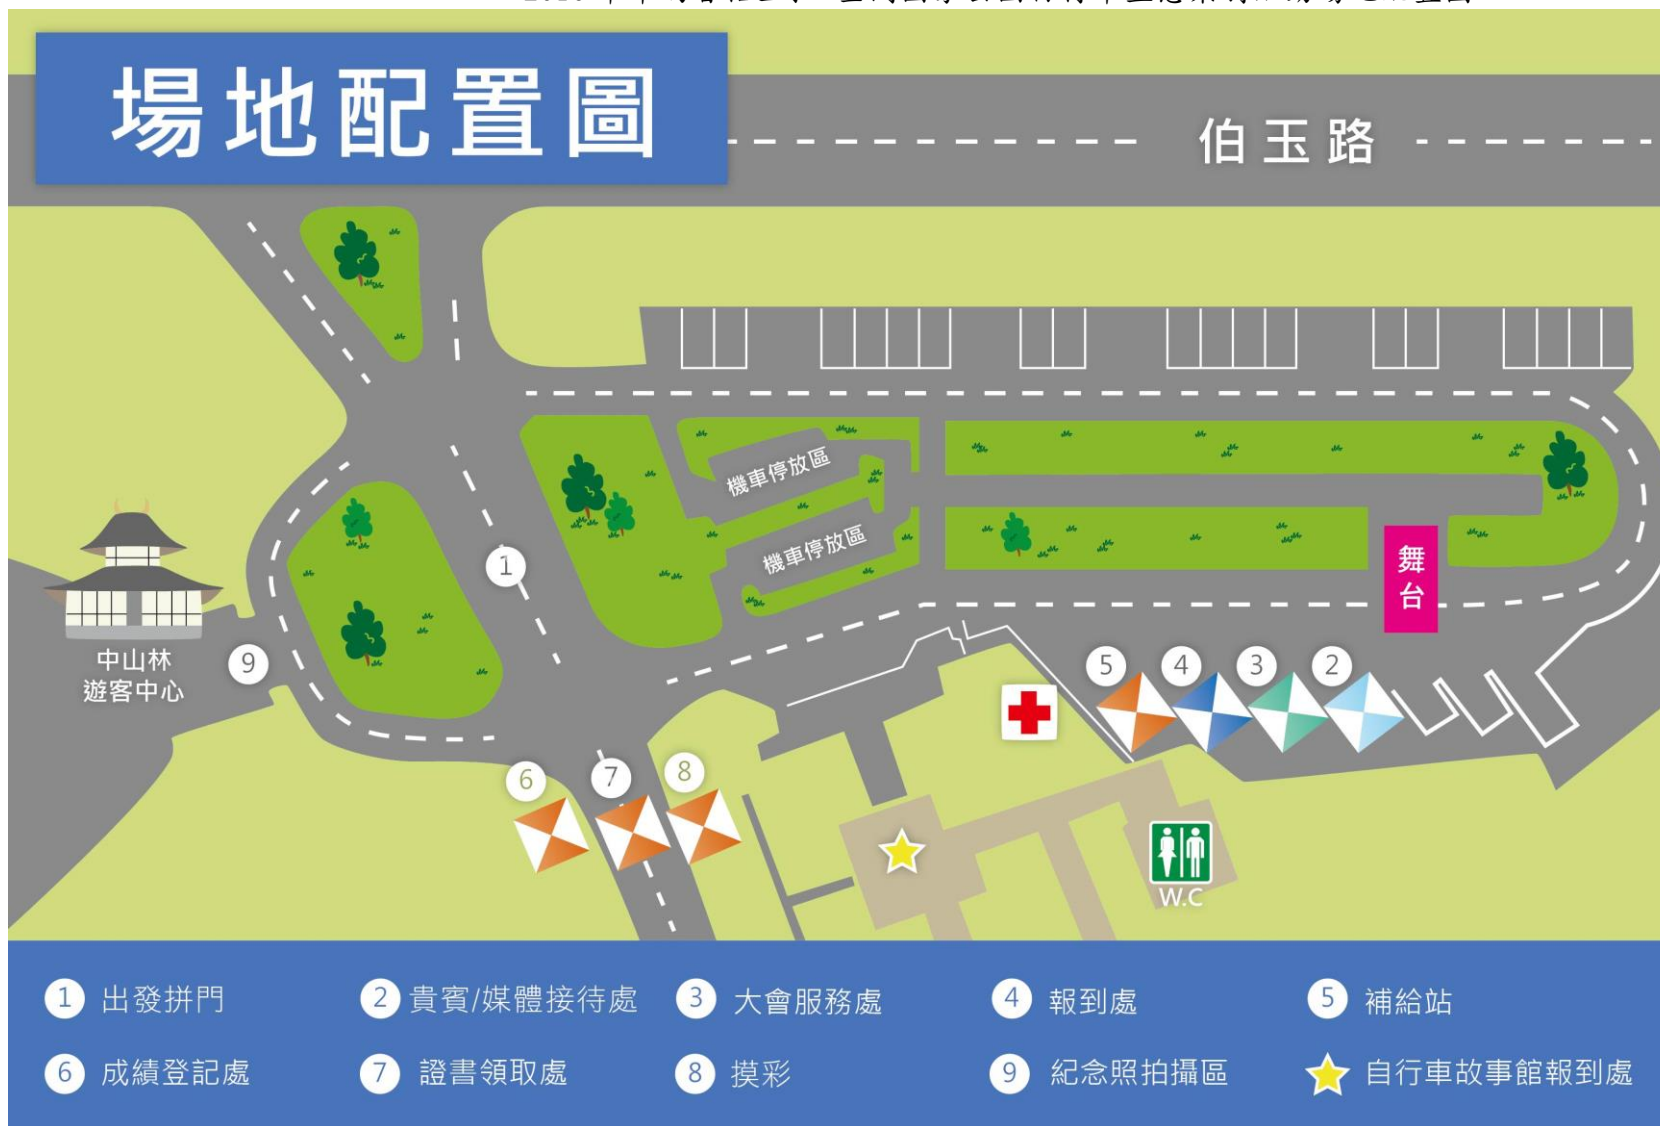 場地配置圖
伯玉路
機車停放區
機車停放區
舞
台
1
中山林
遊客中心
9
5
4
3
2
6
7
8
W.C
1 出發拼門
2 貴賓/媒體接待處
3 大會服務處
4 報到處
5 補給站
6 成績登記處
7 證書領取處
8 摸彩
9 紀念照拍攝區
自行車故事館報到處